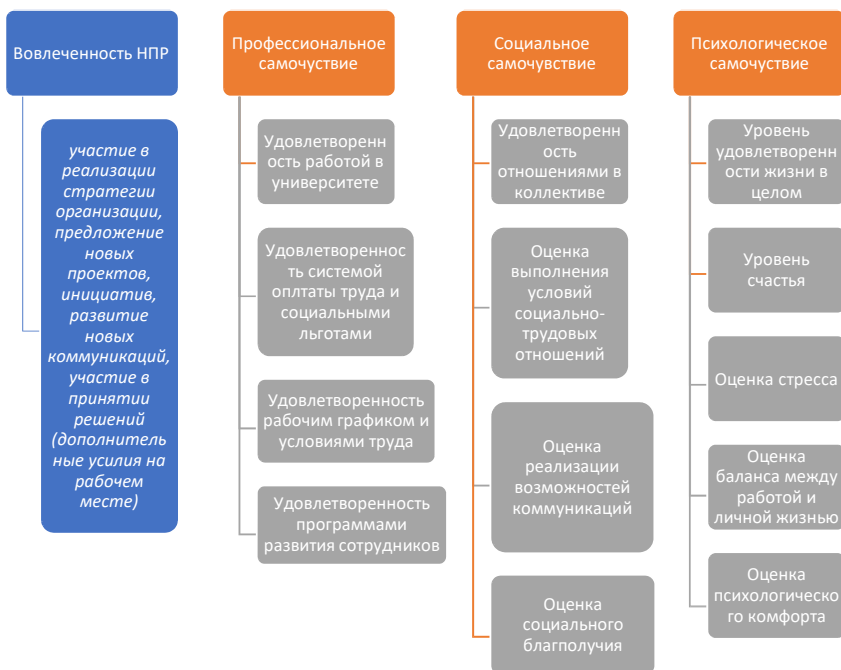 Вовлеченность НПР
участие в
реализации
стратегии
организации,
предложение
новых
проектов,
инициатив,
развитие
новых
коммуникаций,
участие в
принятии
решений
(дополнитель
ные усилия на
рабочем
месте)
Профессиональное
самочуствие
Удовлетворенн
ость работой в
университете
Удовлетвореннос
ть системой
оплтаты труда и
социальными
льготами
Удовлетворенность
рабочим графиком и
условиями труда
Удовлетворенность
программами
развития сотрудников
Социальное
самочувствие
Удовлетворенн
ость
отношениями в
коллективе
Оценка
выполнения
условий
социально-
трудовых
отношений
Оценка
реализации
возможностей
коммуникаций
Оценка
социального
благполучия
Психологическое
самочуствие
Уровень
удовлетворенн
ности жизни в
целом
Уровень
счастья
Оценка стресса
Оценка
баланса между
работой и
личной жизнью
Оценка
психологическо
го комфорта